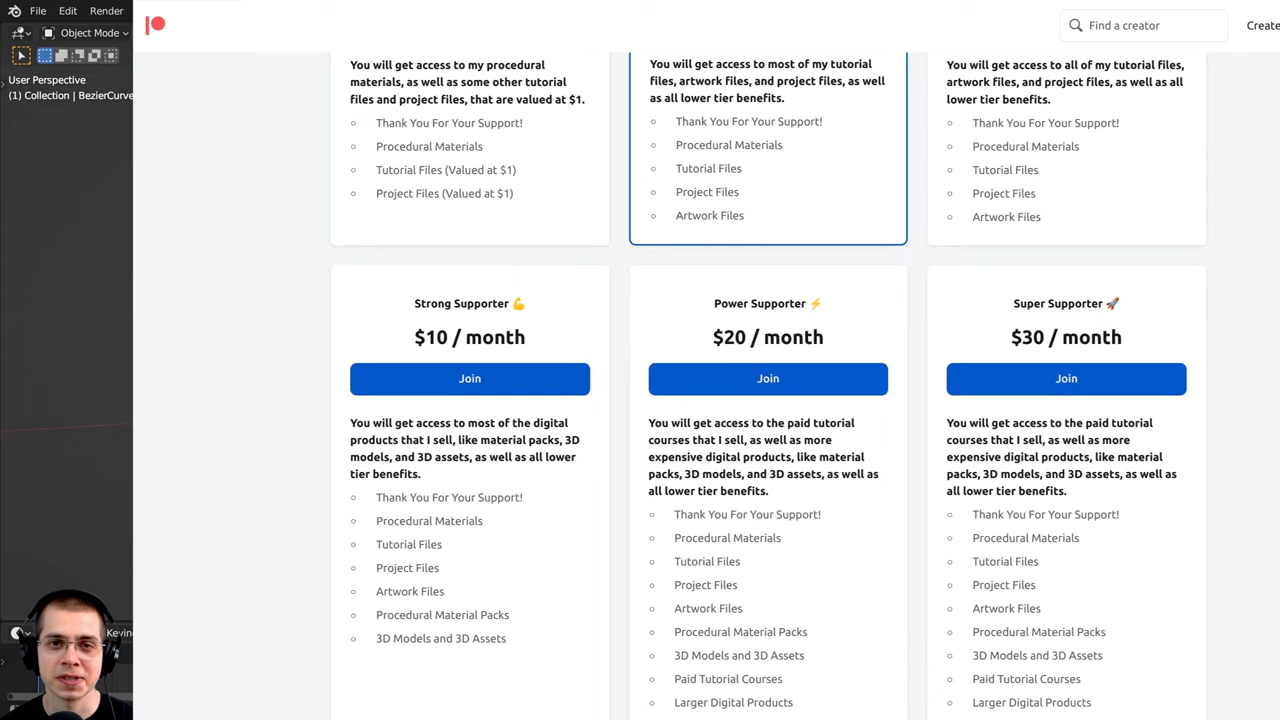 File Edit Render
Object Mode
User Perspective
(1) Collection | BezierCurve
Find a creator
Create
You will get access to my procedural
materials, as well as some other tutorial
files and project files, that are valued at $1.
Thank You For Your Support!
Procedural Materials
Tutorial Files (Valued at $1)
Project Files (Valued at $1)
You will get access to most of my tutorial
files, artwork files, and project files, as well
as all lower tier benefits.
Thank You For Your Support!
Procedural Materials
Tutorial Files
Project Files
Artwork Files
You will get access to all of my tutorial files,
artwork files, and project files, as well as all
lower tier benefits.
Thank You For Your Support!
Procedural Materials
Tutorial Files
Project Files
Artwork Files
Strong Supporter 💪
$10 / month
Join
You will get access to most of the digital
products that I sell, like material packs, 3D
models, and 3D assets, as well as all lower
tier benefits.
Thank You For Your Support!
Procedural Materials
Tutorial Files
Project Files
Artwork Files
Procedural Material Packs
3D Models and 3D Assets
Power Supporter ⚡
$20 / month
Join
You will get access to the paid tutorial
courses that I sell, as well as more
expensive digital products, like material
packs, 3D models, and 3D assets, as well as
all lower tier benefits.
Thank You For Your Support!
Procedural Materials
Tutorial Files
Project Files
Artwork Files
Procedural Material Packs
3D Models and 3D Assets
Paid Tutorial Courses
Larger Digital Products
Super Supporter 🚀
$30 / month
Join
You will get access to the paid tutorial
courses that I sell, as well as more
expensive digital products, like material
packs, 3D models, and 3D assets, as well as
all lower tier benefits.
Thank You For Your Support!
Procedural Materials
Tutorial Files
Project Files
Artwork Files
Procedural Material Packs
3D Models and 3D Assets
Paid Tutorial Courses
Larger Digital Products
Kevin